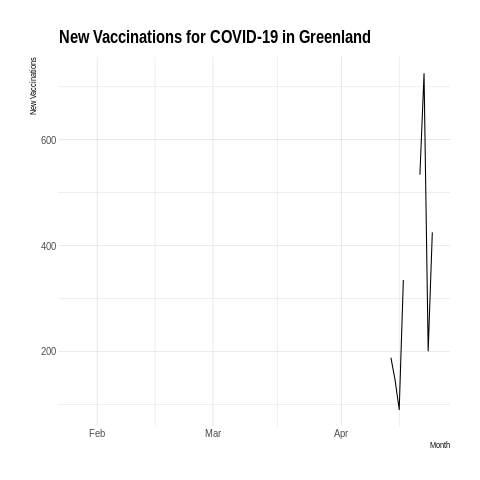 New Vaccinations for COVID-19 in Greenland
New Vaccinations
600
400
200
Feb Mar Apr
Month